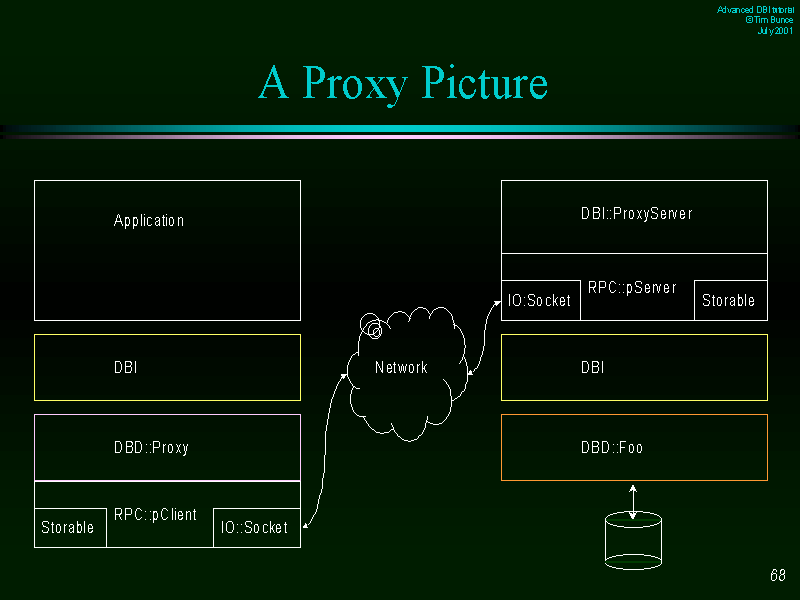 Advanced DBI tutorial
© Tim Bunce
July 2001
A Proxy Picture
Application
DBI
DBD::Proxy
RPC::pClient
Storable
IO::Socket
Network
DBI::ProxyServer
RPC::pServer
IO:Socket
Storable
DBI
DBD::Foo
68